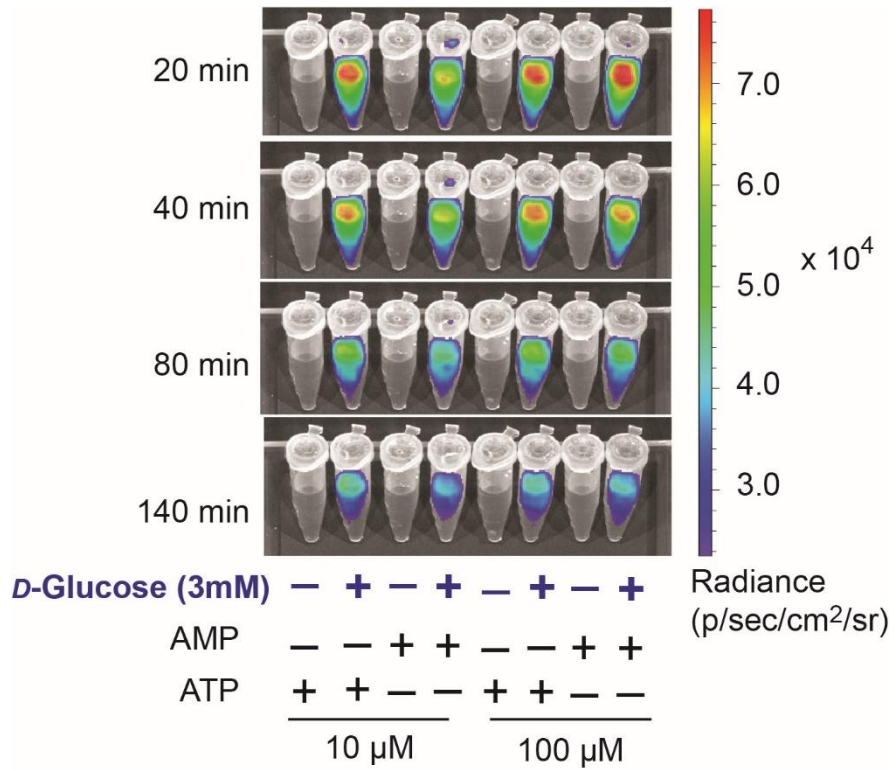 20 min
40 min
80 min
140 min
7.0
6.0
5.0
4.0
3.0
x 10⁴
Radiance
(p/sec/cm²/sr)
D-Glucose (3mM) — + — + — + — +
AMP — — + + — — + +
ATP + + — — + + — —
10 µM 100 µM